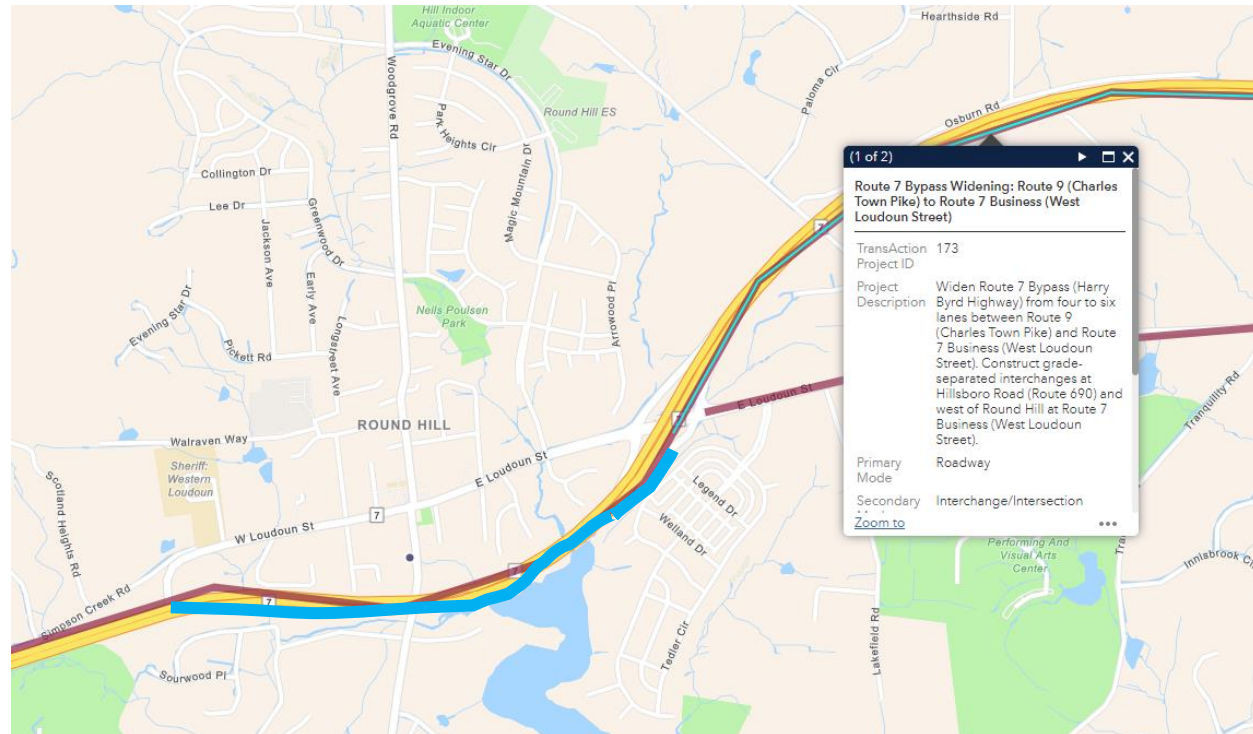 Hill Indoor
Aquatic Center
Hearthside Rd
Evening Star Dr
Woodgrove Rd
Paloma Cir
Round Hill ES
Park Heights Cir
Osburn Rd
Magic Mountain Dr
Collington Dr
Lee Dr
Jackson Ave
Greenwood Dr
Early Ave
Longstreet Ave
Nells Poulsen
Park
Arrowood Pl
Evening Star Dr
Pickett Rd
7
(1 of 2)
Route 7 Bypass Widening: Route 9 (Charles
Town Pike) to Route 7 Business (West
Loudoun Street)
TransAction
Project ID
173
Project
Description
Widen Route 7 Bypass (Harry
Byrd Highway) from four to six
lanes between Route 9
(Charles Town Pike) and Route
7 Business (West Loudoun
Street). Construct grade-
separated interchanges at
Hillsboro Road (Route 690) and
west of Round Hill at Route 7
Business (West Loudoun
Street).
Primary
Mode
Roadway
Secondary
Interchange/Intersection
Zoom to
E Loudoun St
Tranquility Rd
ROUND HILL
Walraven Way
Sheriff:
Western
Loudoun
E Loudoun St
Scotland Heights Rd
7
W Loudoun St
Legend Dr
Welland Dr
7
7
Simpson Creek Rd
Sourwood Pl
Tedler Cir
Lakefield Rd
Performing And
Visual Arts
Center
Innisbrook